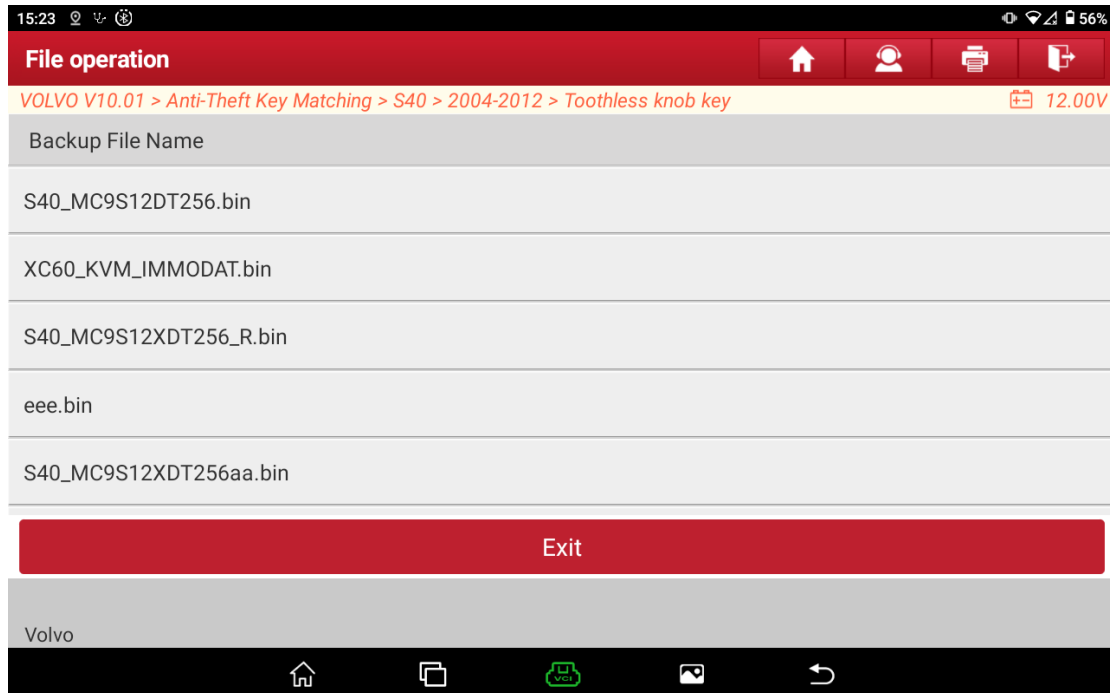 15:23 56%
File operation
VOLVO V10.01 > Anti-Theft Key Matching > S40 > 2004-2012 > Toothless knob key 12.00V
Backup File Name
S40_MC9S12DT256.bin
XC60_KVM_IMMODAT.bin
S40_MC9S12XDT256_R.bin
eee.bin
S40_MC9S12XDT256aa.bin
Exit
Volvo
VCI